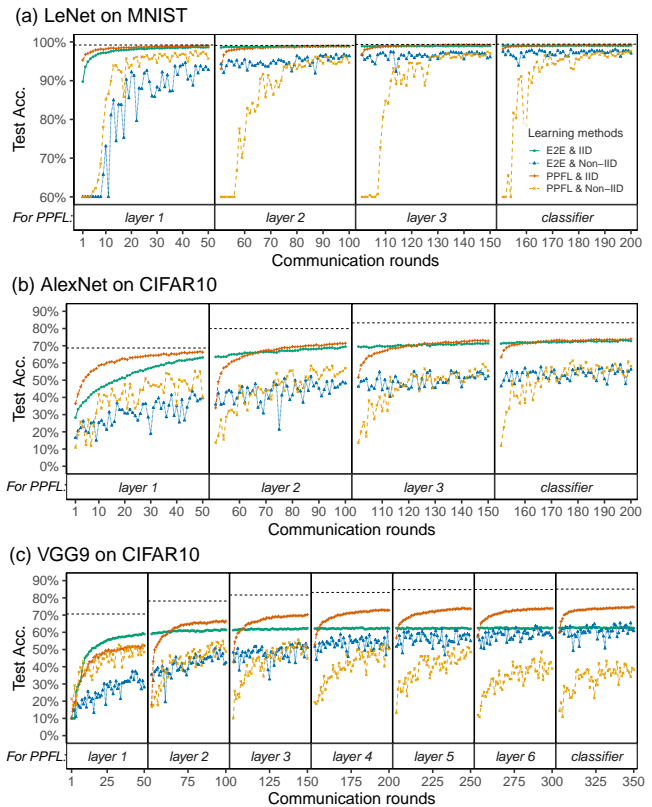 (a) LeNet on MNIST
100%
90%
80%
70%
60%
Test Acc.
Learning methods
E2E & IID
E2E & Non−IID
PPFL & IID
PPFL & Non−IID
For PPFL: layer 1 layer 2 layer 3 classifier
1 10 20 30 40 50 60 70 80 90 100 110 120 130 140 150 160 170 180 190 200
Communication rounds
(b) AlexNet on CIFAR10
90%
80%
70%
60%
50%
40%
30%
20%
10%
0%
Test Acc.
For PPFL: layer 1 layer 2 layer 3 classifier
1 10 20 30 40 50 60 70 80 90 100 110 120 130 140 150 160 170 180 190 200
Communication rounds
(c) VGG9 on CIFAR10
90%
80%
70%
60%
50%
40%
30%
20%
10%
0%
Test Acc.
For PPFL: layer 1 layer 2 layer 3 layer 4 layer 5 layer 6 classifier
1 25 50 75 100 125 150 175 200 225 250 275 300 325 350
Communication rounds